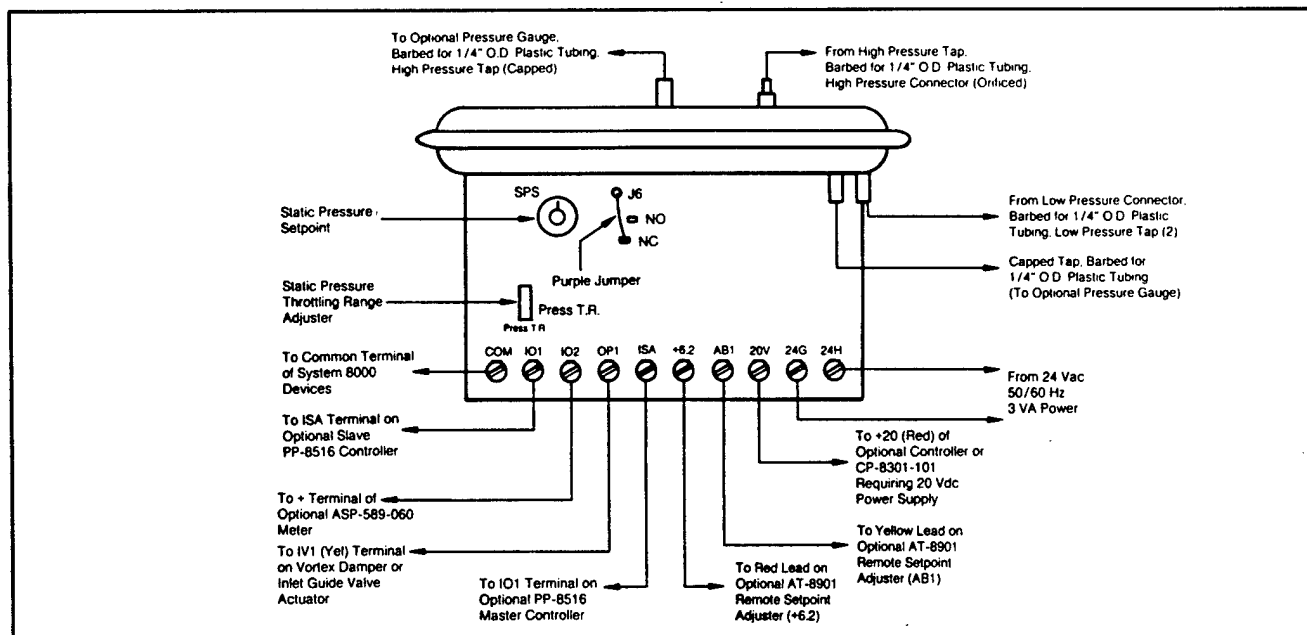 To Optional Pressure Gauge,
Barbed for 1/4" O.D. Plastic Tubing.
High Pressure Tap (Capped)
From High Pressure Tap,
Barbed for 1/4" O D Plastic Tubing,
High Pressure Connector (Orificed)
SPS
J6
NO
NC
Static Pressure
Setpoint
Purple Jumper
From Low Pressure Connector,
Barbed for 1/4" O D Plastic
Tubing, Low Pressure Tap (2)
Capped Tap, Barbed for
1/4" O D Plastic Tubing
(To Optional Pressure Gauge)
Static Pressure
Throttling Range
Adjuster
Press T.R.
Press T R
COM IO1 IO2 OP1 ISA +6.2 AB1 20V 24G 24H
To Common Terminal
of System 8000
Devices
From 24 Vac
50/60 Hz
3 VA Power
To ISA Terminal on
Optional Slave
PP-8516 Controller
To +20 (Red) of
Optional Controller or
CP-8301-101
Requiring 20 Vdc
Power Supply
To + Terminal of
Optional ASP-589-060
Meter
To Yellow Lead on
Optional AT-8901
Remote Setpoint
Adjuster (AB1)
To IV1 (Yel) Terminal
on Vortex Damper or
Inlet Guide Valve
Actuator
To IO1 Terminal on
Optional PP-8516
Master Controller
To Red Lead on
Optional AT-8901
Remote Setpoint
Adjuster (+6.2)